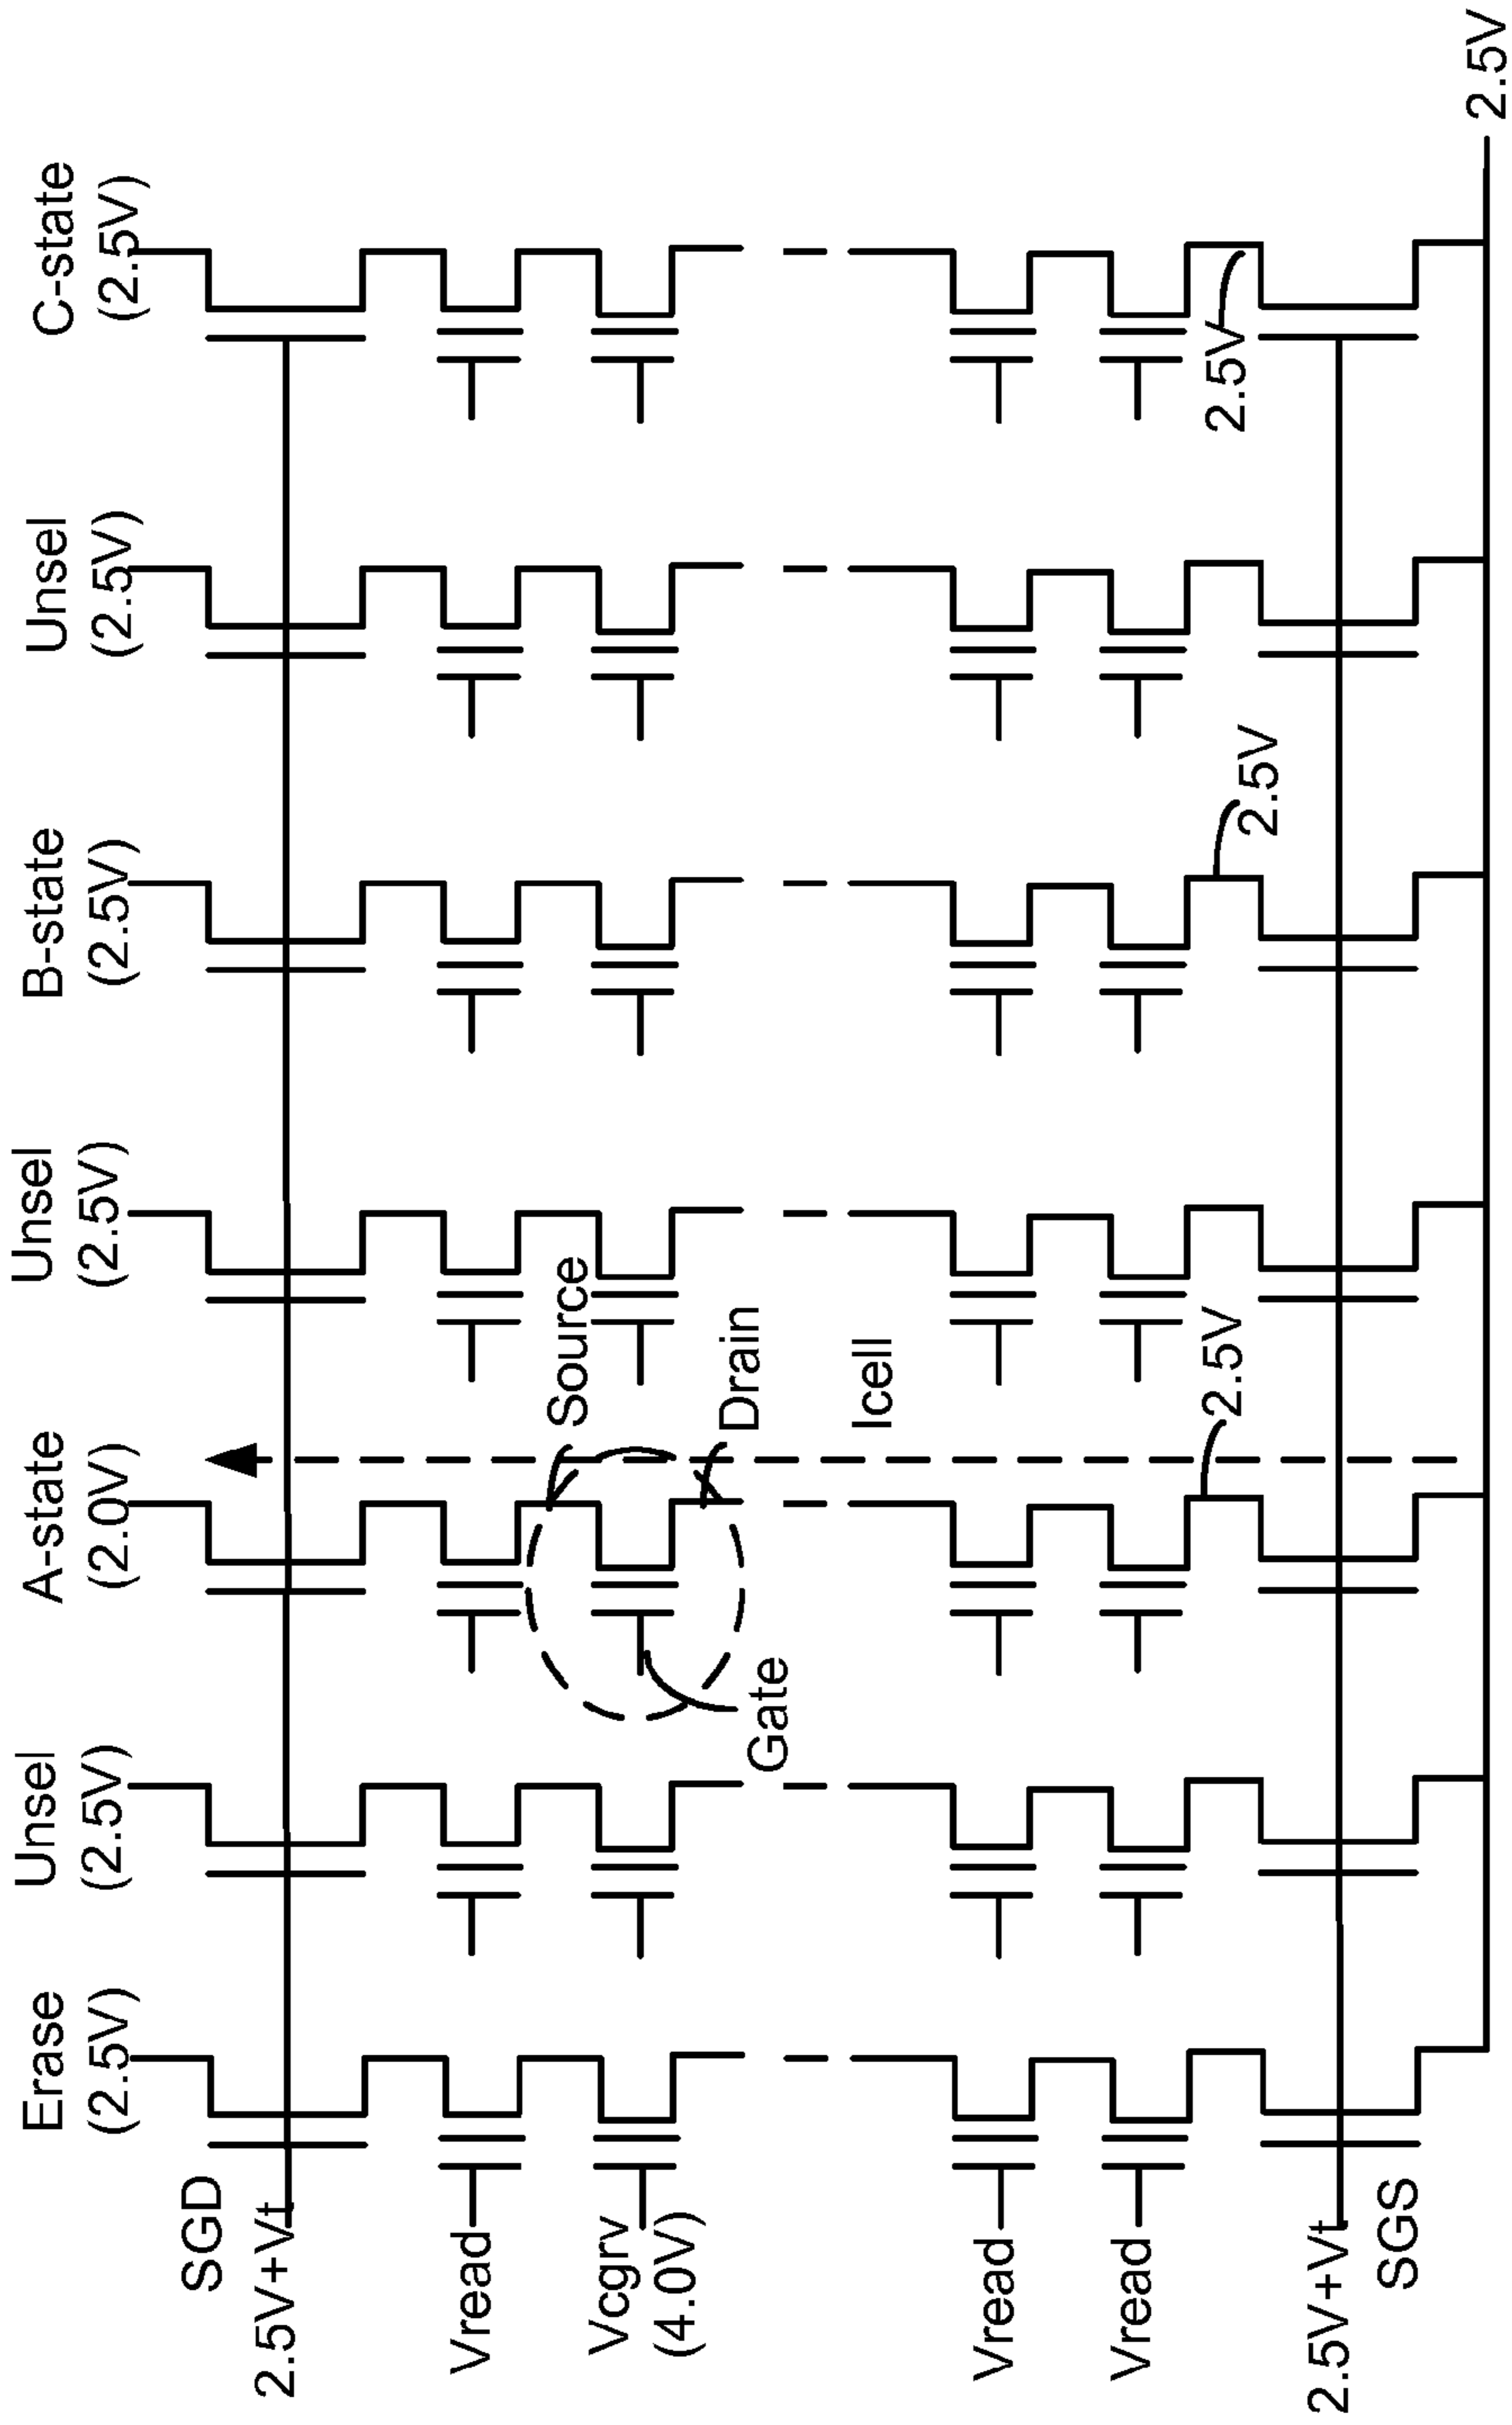 Erase
(2.5V)
Unsel
(2.5V)
A-state
(2.0V)
Unsel
(2.5V)
B-state
(2.5V)
Unsel
(2.5V)
C-state
(2.5V)
SGD
2.5V+Vt
Vread
Vcgrv
(4.0V)
Source
Gate
Drain
Icell
Vread
Vread
2.5V
2.5V
2.5V
2.5V+Vt
SGS
2.5V